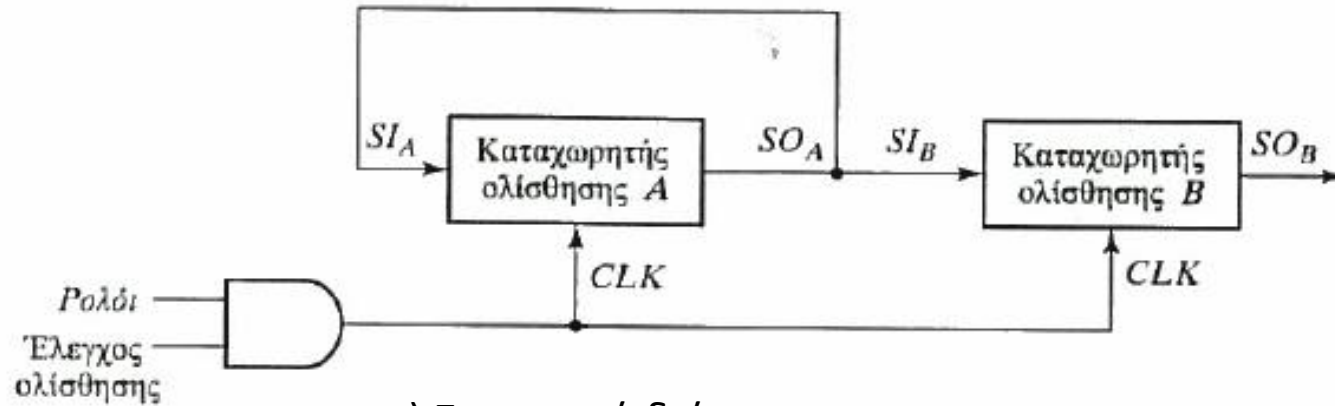 SI_A
Καταχωρητής
ολίσθησης A
SO_A
SI_B
Καταχωρητής
ολίσθησης B
SO_B
CLK
CLK
Ρολόι
Έλεγχος
ολίσθησης